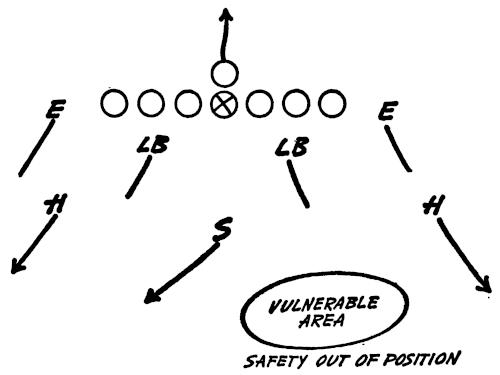 E E
LB LB
H H
S
VULNERABLE
AREA
SAFETY OUT OF POSITION